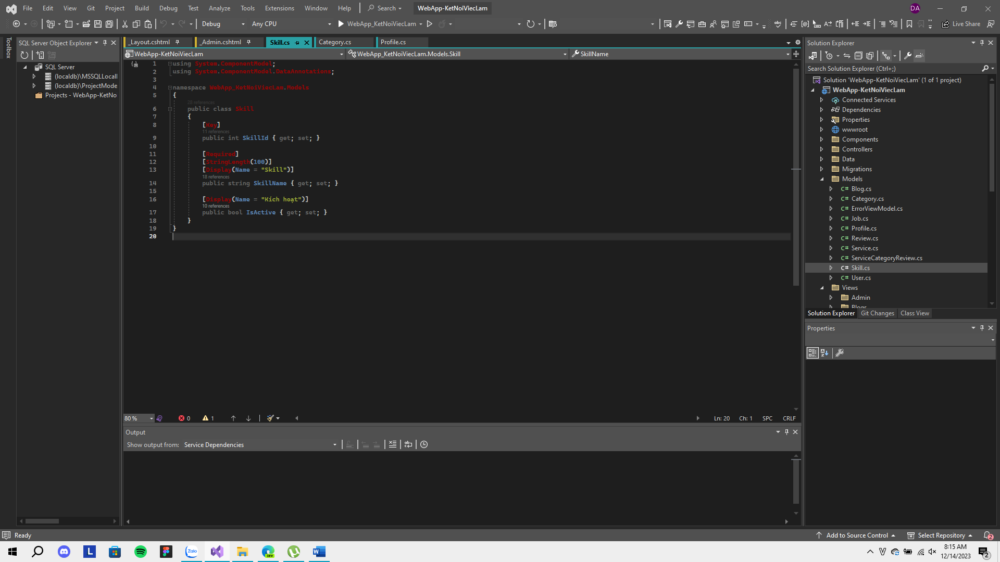 File Edit View Git Project Build Debug Test Analyze Tools Extensions Window Help Search WebApp-KetNoiViecLam DA
Debug Any CPU WebApp_KetNoiViecLam Live Share
Toolbox
SQL Server Object Explorer
SQL Server
(localdb)\MSSQLLocall
(localdb)\ProjectMode
Projects - WebApp-KetNo
_Layout.cshtml _Admin.cshtml Skill.cs Category.cs Profile.cs
WebApp-KetNoiViecLam WebApp_KetNoiViecLam.Models.Skill SkillName
1 using System.ComponentModel;
2 using System.ComponentModel.DataAnnotations;
3
4 namespace WebApp_KetNoiViecLam.Models
5 {
28 references
6 public class Skill
7 {
8 [Key]
11 references
9 public int SkillId { get; set; }
10
11 [Required]
12 [StringLength(100)]
13 [Display(Name = "Skill")]
18 references
14 public string SkillName { get; set; }
15
16 [Display(Name = "Kích hoạt")]
10 references
17 public bool IsActive { get; set; }
18 }
19 }
20
80 % 0 1 Ln: 20 Ch: 1 SPC CRLF
Output
Show output from: Service Dependencies
Solution Explorer
Search Solution Explorer (Ctrl+;)
Solution 'WebApp-KetNoiViecLam' (1 of 1 project)
WebApp-KetNoiViecLam
Connected Services
Dependencies
Properties
wwwroot
Components
Controllers
Data
Migrations
Models
C# Blog.cs
C# Category.cs
C# ErrorViewModel.cs
C# Job.cs
C# Profile.cs
C# Review.cs
C# Service.cs
C# ServiceCategoryReview.cs
C# Skill.cs
C# User.cs
Views
Admin
Blogs
Solution Explorer Git Changes Class View
Properties
Ready Add to Source Control Select Repository 2
L Zalo DEV W V 8:15 AM
12/14/2023 2